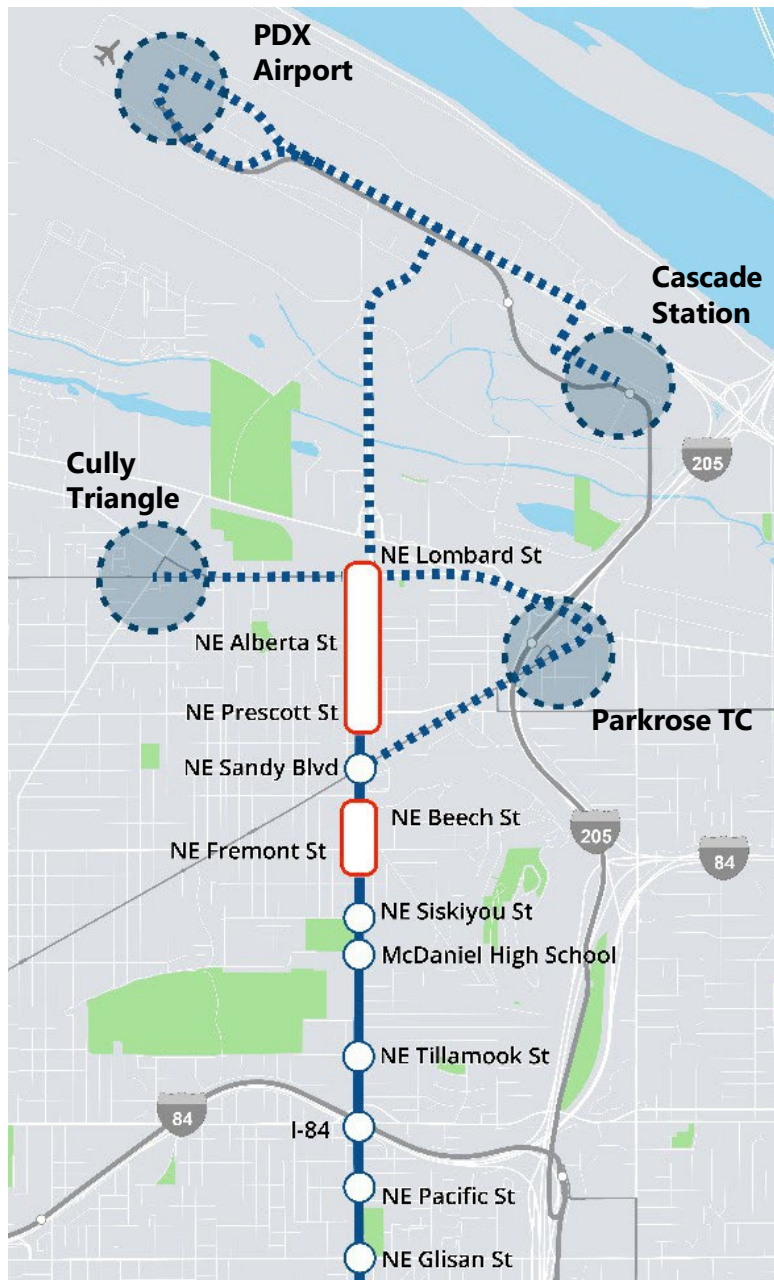 PDX
Airport
Cascade
Station
205
Cully
Triangle
NE Lombard St
NE Alberta St
NE Prescott St
Parkrose TC
NE Sandy Blvd
NE Beech St
205
84
NE Fremont St
NE Siskiyou St
McDaniel High School
NE Tillamook St
84
I-84
NE Pacific St
NE Glisan St